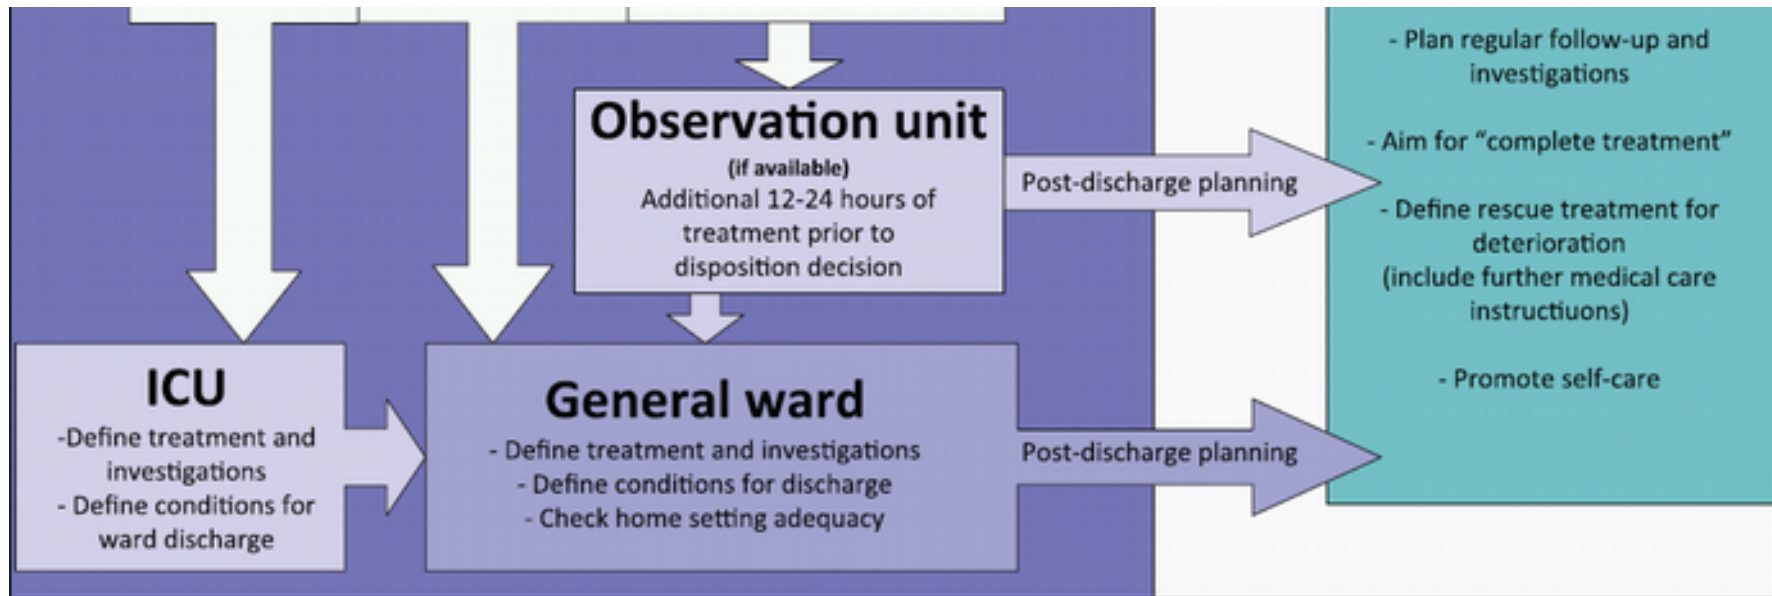 Observation unit
(if available)
Additional 12-24 hours of
treatment prior to
disposition decision
Post-discharge planning
- Plan regular follow-up and
investigations
- Aim for “complete treatment”
- Define rescue treatment for
deterioration
(include further medical care
instructiuons)
- Promote self-care
ICU
-Define treatment and
investigations
- Define conditions for
ward discharge
General ward
- Define treatment and investigations
- Define conditions for discharge
- Check home setting adequacy
Post-discharge planning